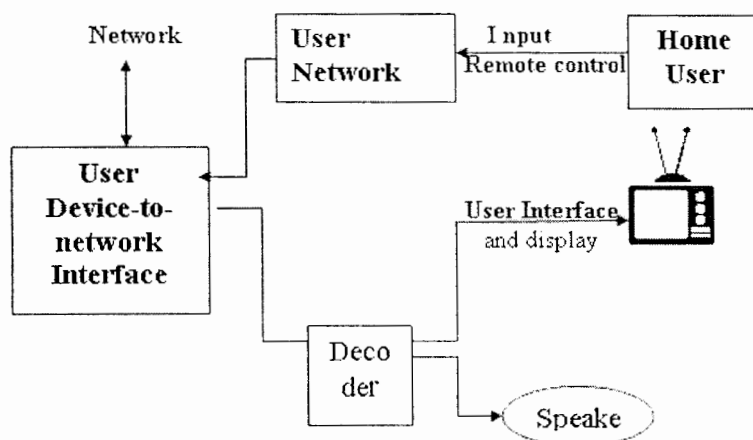 Network
User
Network
Input
Remote control
Home
User
User
Device-to-
network
Interface
User Interface
and display
Deco
der
Speake